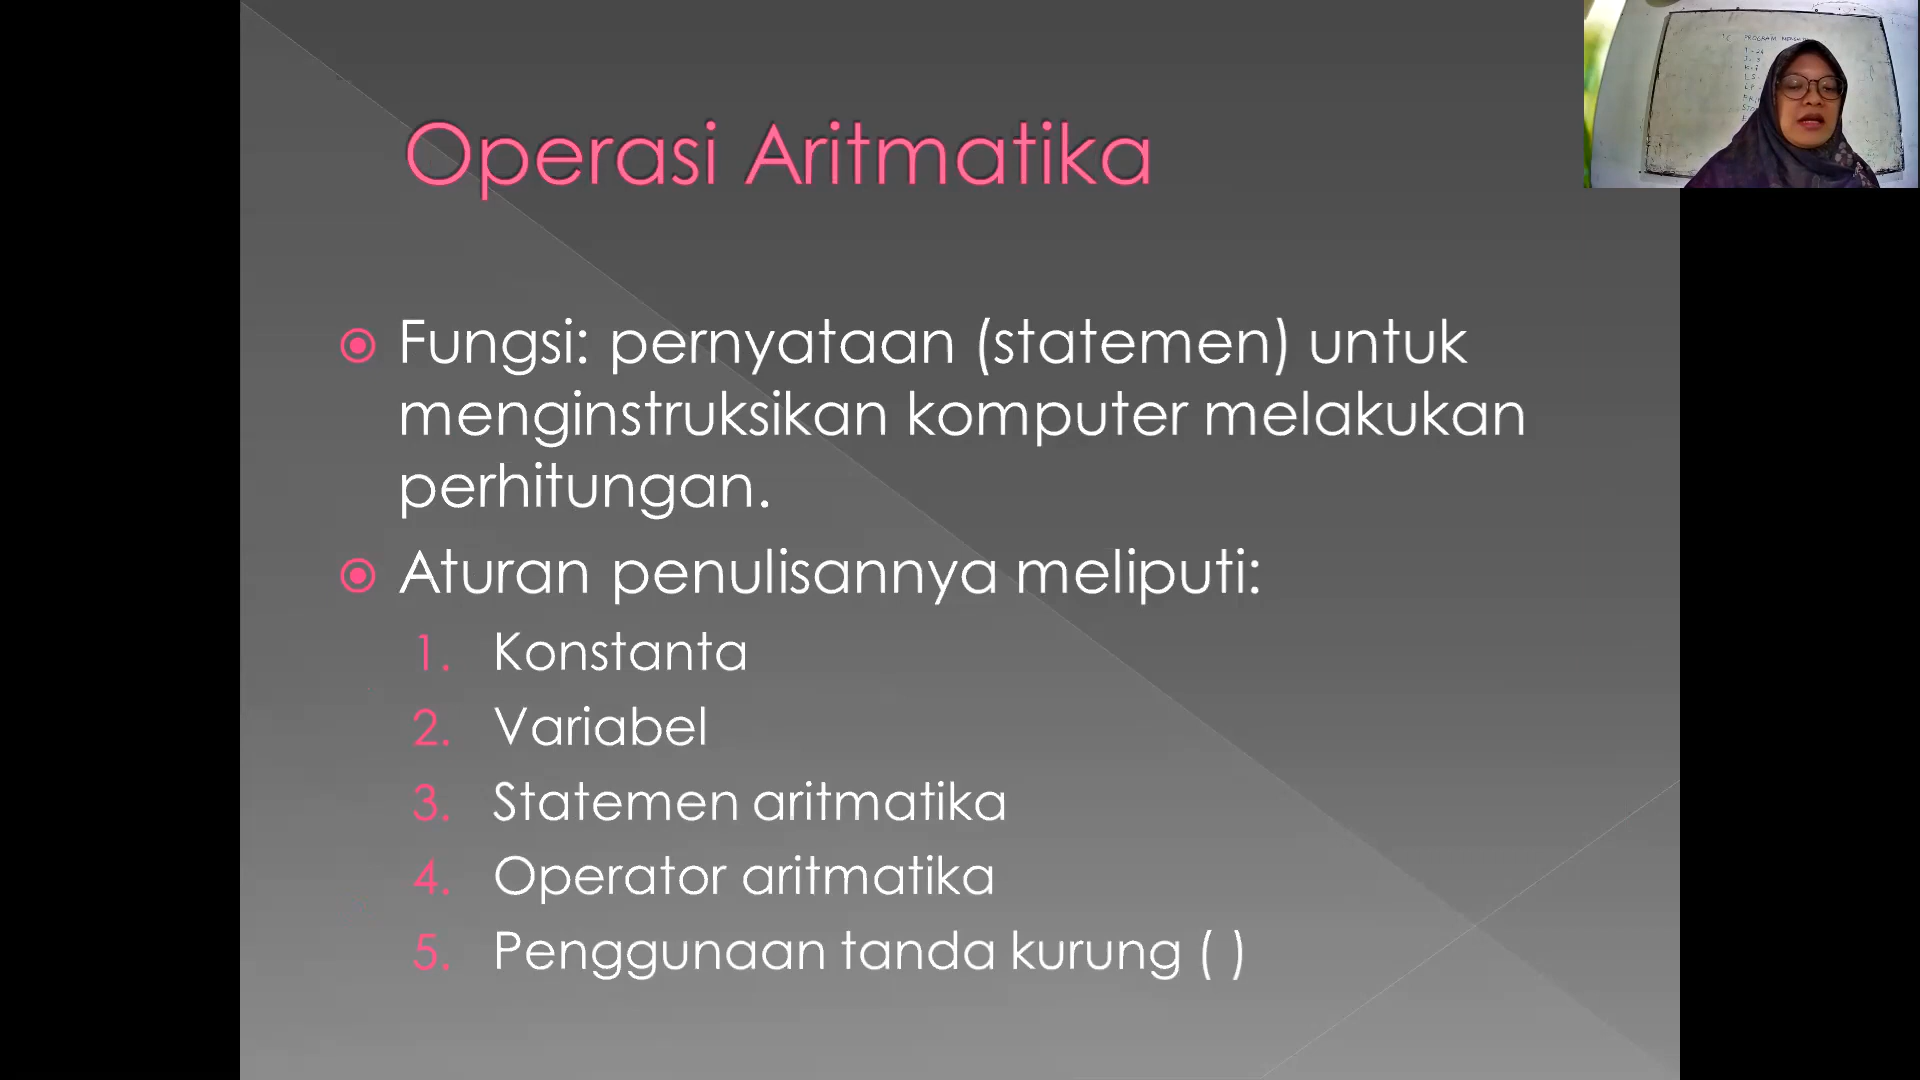 Operasi Aritmatika
Fungsi: pernyataan (statemen) untuk
menginstruksikan komputer melakukan
perhitungan.
Aturan penulisannya meliputi:
1. Konstanta
2. Variabel
3. Statemen aritmatika
4. Operator aritmatika
5. Penggunaan tanda kurung ( )
PROGRAM